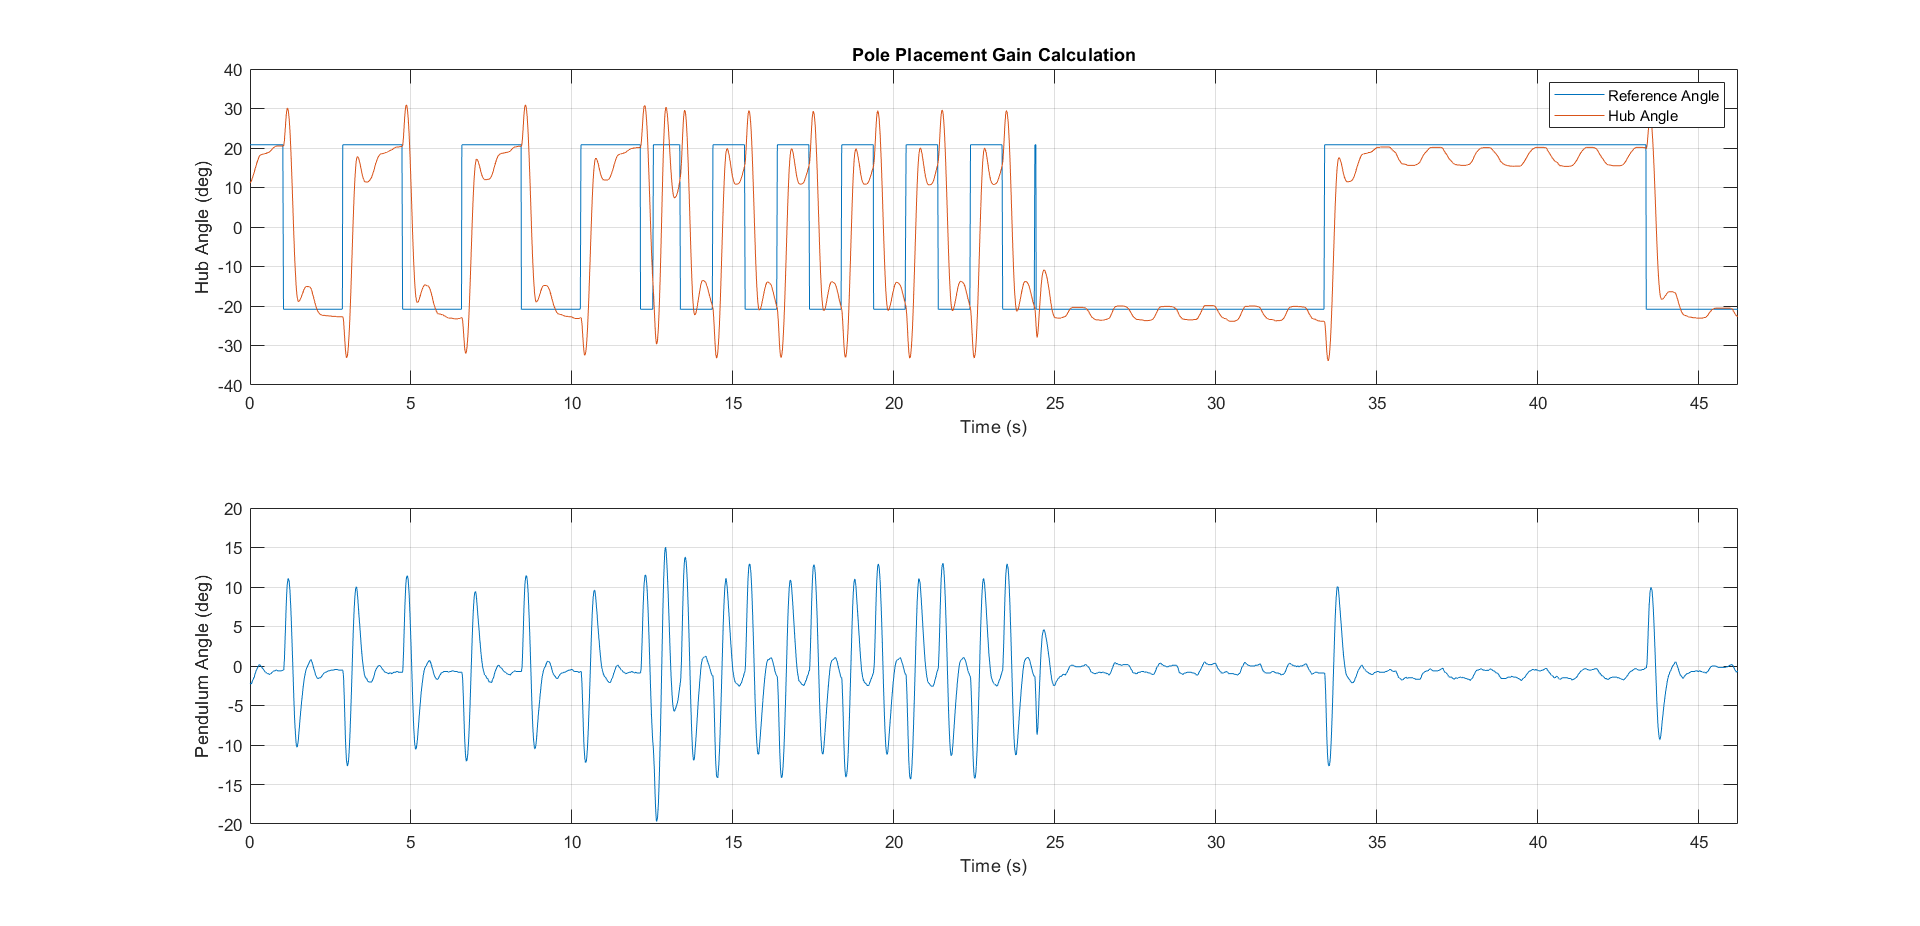 Pole Placement Gain Calculation
40
30
20
10
0
-10
-20
-30
-40
Hub Angle (deg)
Reference Angle
Hub Angle
0 5 10 15 20 25 30 35 40 45
Time (s)
20
15
10
5
0
-5
-10
-15
-20
Pendulum Angle (deg)
0 5 10 15 20 25 30 35 40 45
Time (s)